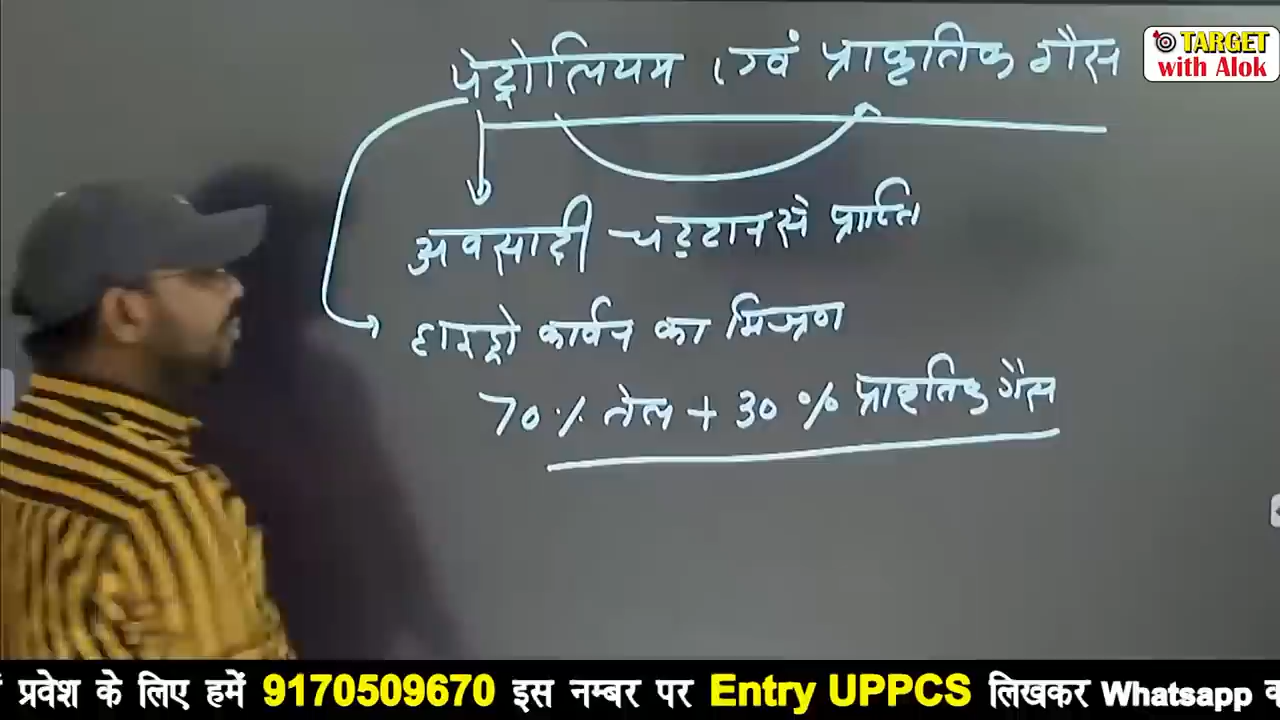 पेट्रोलियम एवं प्राकृतिक गैस
TARGET
with Alok
अवसादी चट्टान से प्राप्ति
हाइड्रो कार्बन का मिश्रण
70% तेल + 30% प्राकृतिक गैस
प्रवेश के लिए हमें 9170509670 इस नम्बर पर Entry UPPCS लिखकर Whatsapp